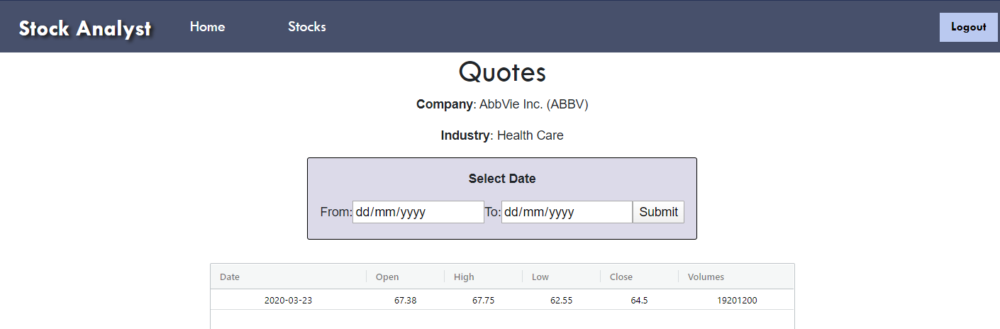 Stock Analyst Home Stocks Logout
Quotes
Company: AbbVie Inc. (ABBV)
Industry: Health Care
Select Date
From: dd/mm/yyyy To: dd/mm/yyyy Submit
Date Open High Low Close Volumes
2020-03-23 67.38 67.75 62.55 64.5 19201200